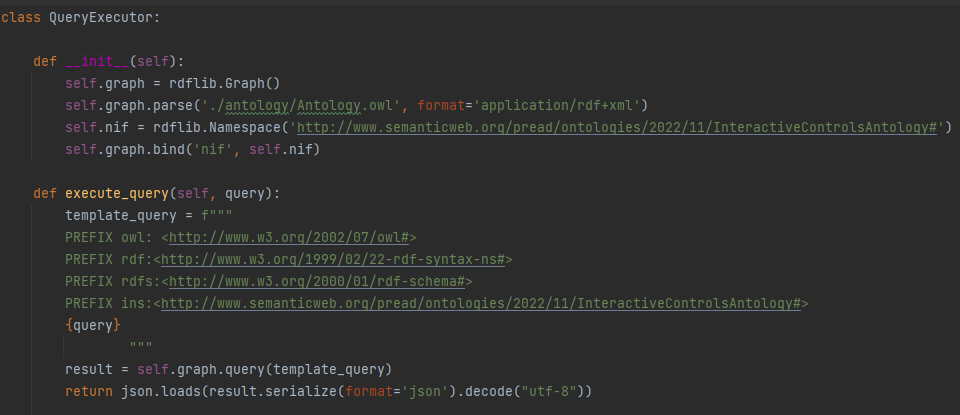 class QueryExecutor:
def __init__(self):
self.graph = rdflib.Graph()
self.graph.parse('./antology/Antology.owl', format='application/rdf+xml')
self.nif = rdflib.Namespace('http://www.semanticweb.org/pread/ontologies/2022/11/InteractiveControlsAntology#')
self.graph.bind('nif', self.nif)
def execute_query(self, query):
template_query = f"""
PREFIX owl: <http://www.w3.org/2002/07/owl#>
PREFIX rdf:<http://www.w3.org/1999/02/22-rdf-syntax-ns#>
PREFIX rdfs:<http://www.w3.org/2000/01/rdf-schema#>
PREFIX ins:<http://www.semanticweb.org/pread/ontologies/2022/11/InteractiveControlsAntology#>
{query}
"""
result = self.graph.query(template_query)
return json.loads(result.serialize(format='json').decode("utf-8"))